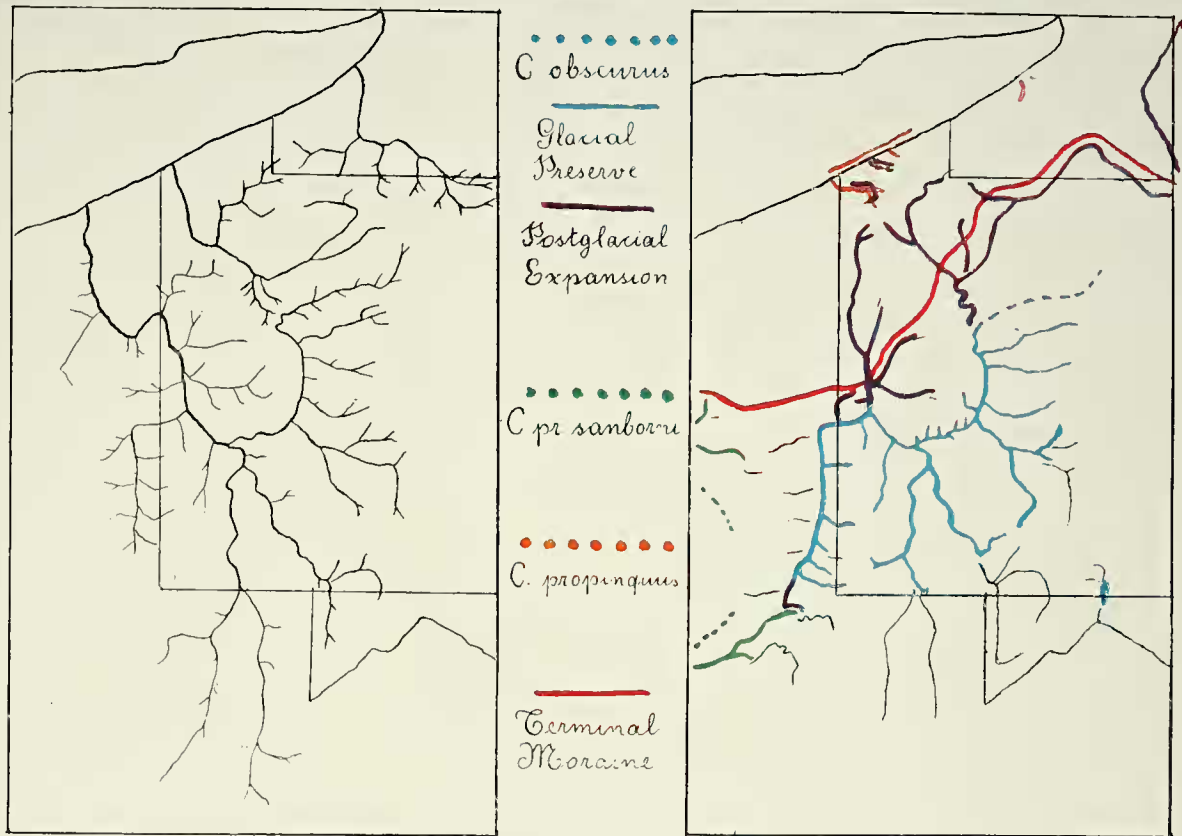 C obscurus
Glacial
Preserve
Postglacial
Expansion
C pr sanborni
C. propinquus
Terminal
Moraine